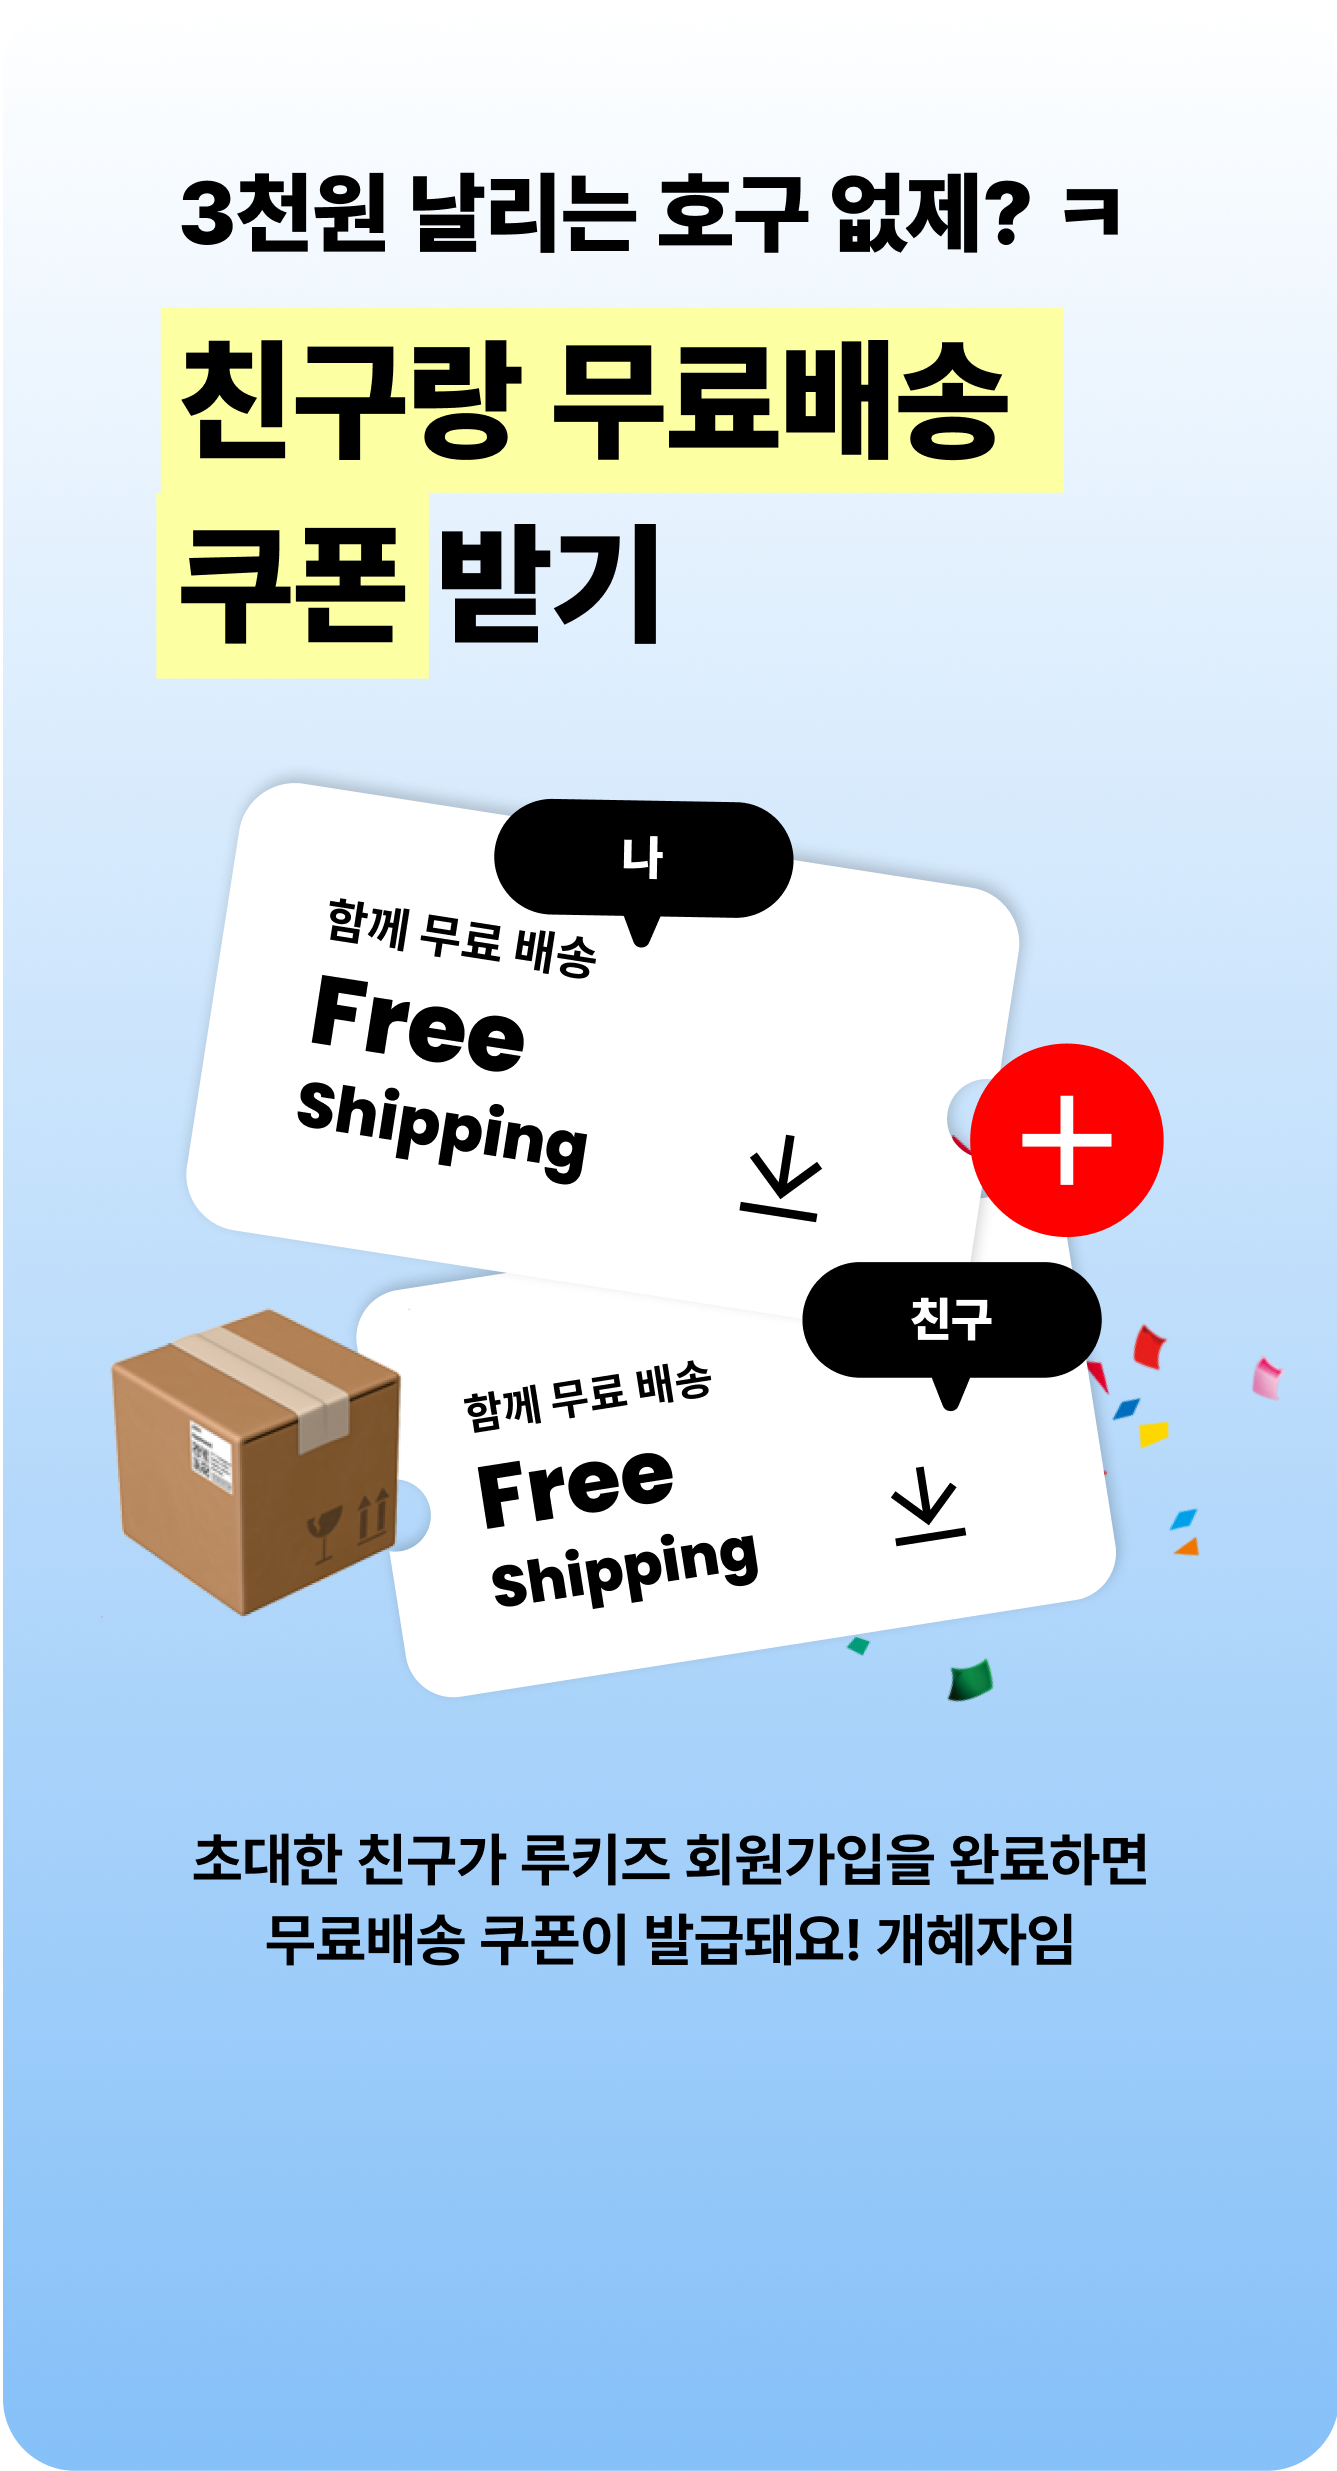 3천원 날리는 호구 없제? ㅋ
친구랑 무료배송
쿠폰 받기
나
함께 무료 배송
Free
Shipping
친구
함께 무료 배송
Free
Shipping
초대한 친구가 루키즈 회원가입을 완료하면
무료배송 쿠폰이 발급돼요! 개혜자임